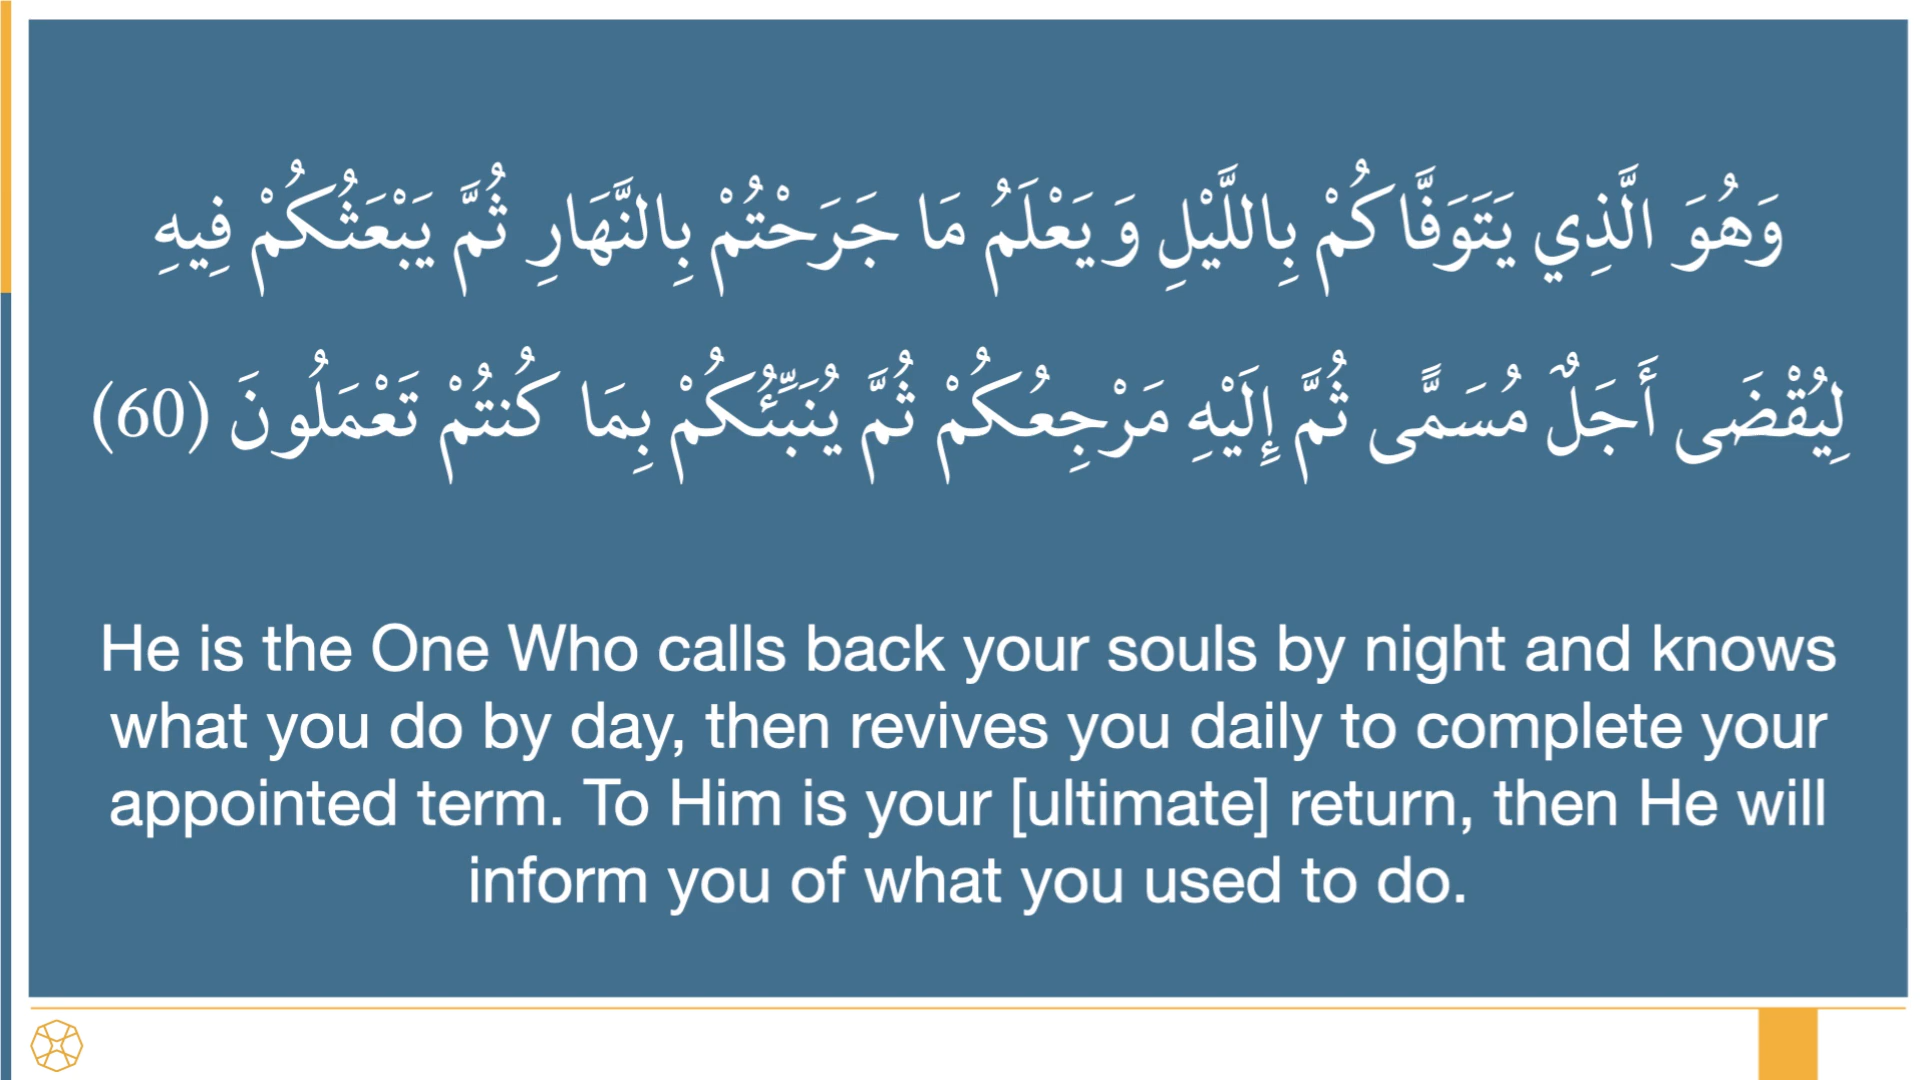 وَهُوَ الَّذِي يَتَوَفَّاكُمْ بِاللَّيْلِ وَ يَعْلَمُ مَا جَرَحْتُمْ بِالنَّهَارِ ثُمَّ يَبْعَثُكُمْ فِيهِ
لِيُقْضَى أَجَلٌ مُسَمًّى ثُمَّ إِلَيْهِ مَرْجِعُكُمْ ثُمَّ يُنَبِّئُكُمْ بِمَا كُنتُمْ تَعْمَلُونَ (60)
He is the One Who calls back your souls by night and knows
what you do by day, then revives you daily to complete your
appointed term. To Him is your [ultimate] return, then He will
inform you of what you used to do.